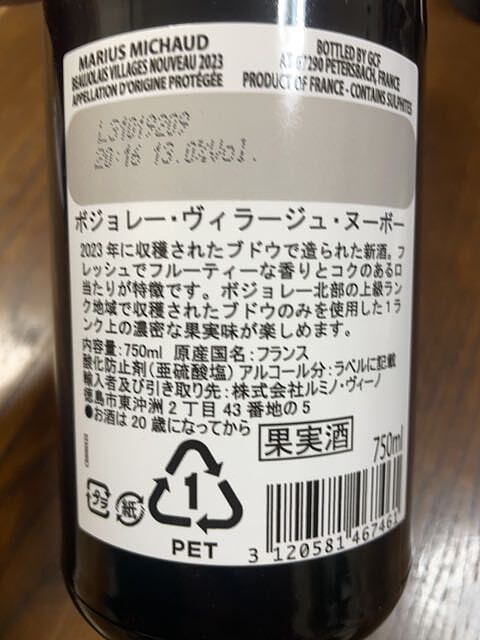 MARIUS MICHAUD
BEAUJOLAIS VILLAGES NOUVEAU 2023
APPELLATION D'ORIGINE PROTÉGÉE
BOTTLED BY GCF
AT 67290 PETERSBACH, FRANCE
PRODUCT OF FRANCE - CONTAINS SULPHITES
20:16 13.0%Vol.
ボジョレー・ヴィラージュ・ヌーボー
2023年に収穫されたブドウで造られた新酒。フ
レッシュでフルーティーな香りとコクのある口
当たりが特徴です。ボジョレー北部の上級ラン
ク地域で収穫されたブドウのみを使用した1ラ
ンク上の濃密な果実味が楽しめます。
内容量:750ml 原産国名:フランス
酸化防止剤(亜硫酸塩) アルコール分:ラベルに記載
輸入者及び引き取り先:株式会社ルミノ・ヴィーノ
徳島市東沖洲2丁目43番地の5
●お酒は20歳になってから
果実酒
750ml
1
PET
プラ
紙
3 120581 467461